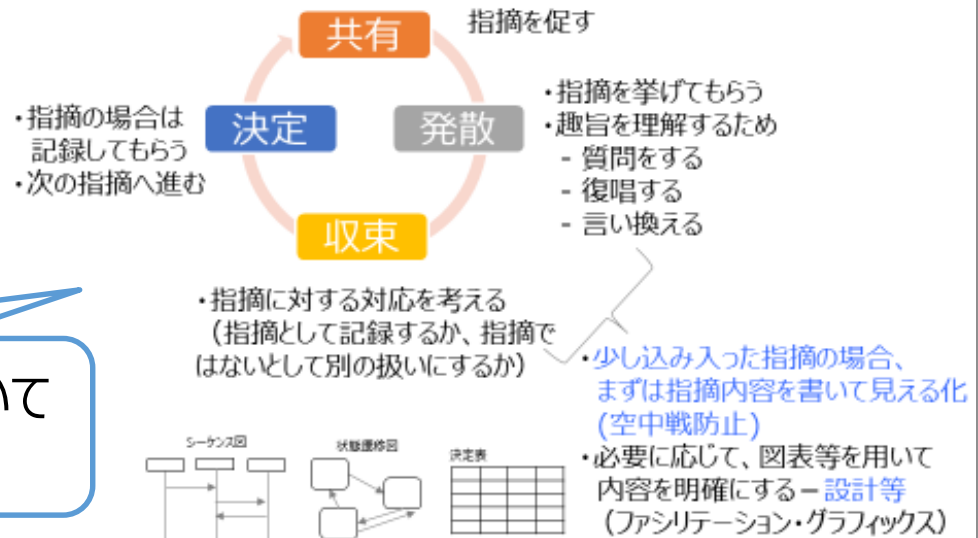 共有
指摘を促す
発散
・指摘を挙げてもらう
・趣旨を理解するため
- 質問をする
- 復唱する
- 言い換える
決定
・指摘の場合は
記録してもらう
・次の指摘へ進む
収束
・指摘に対する対応を考える
（指摘として記録するか、指摘で
はないとして別の扱いにするか）
・少し込み入った指摘の場合、
まずは指摘内容を書いて見える化
(空中戦防止)
・必要に応じて、図表等を用いて
内容を明確にする－設計等
（ファシリテーション・グラフィックス）
いて
シーケンス図
状態遷移図
決定表